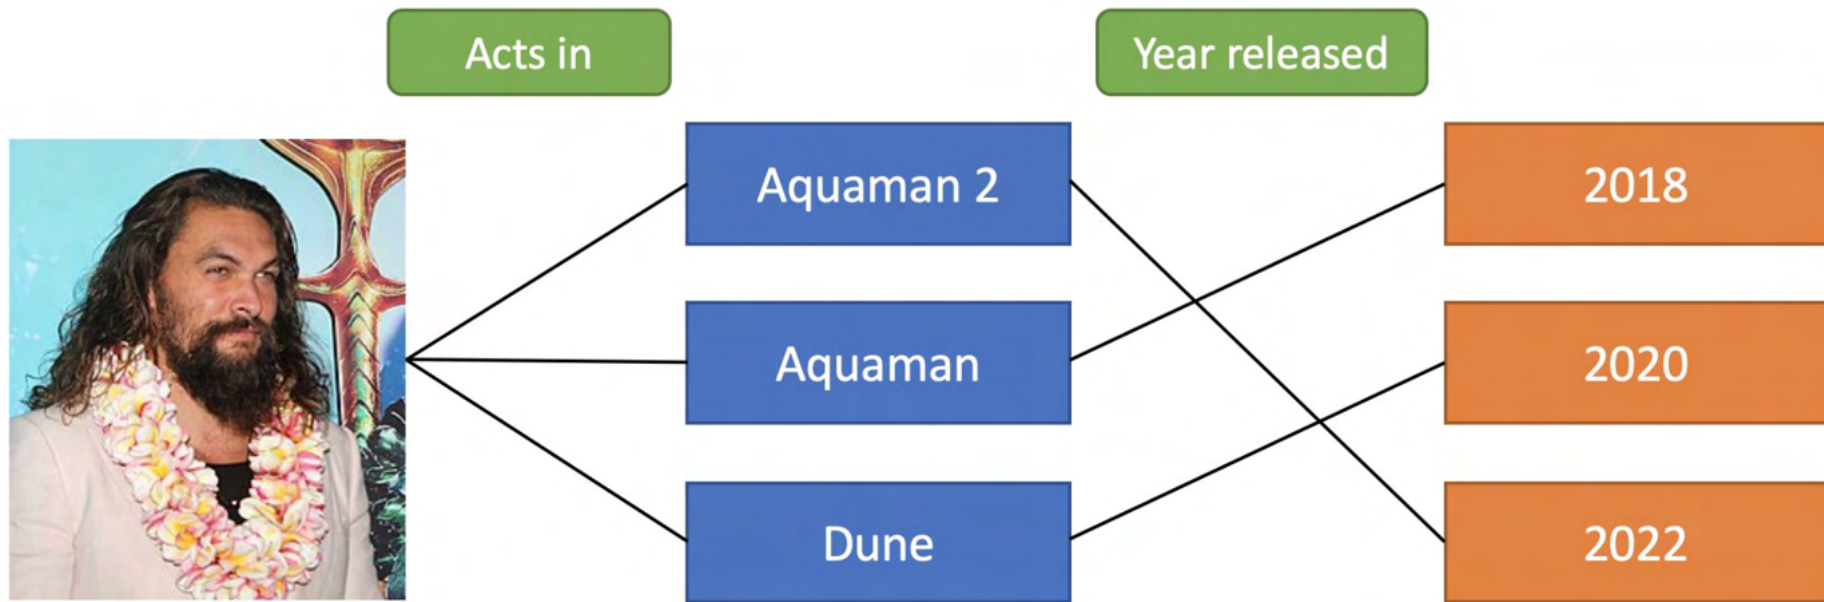 Acts in
Year released
Aquaman 2
2018
Aquaman
2020
Dune
2022